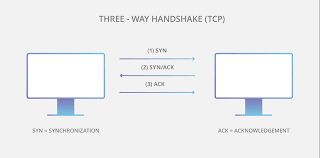 THREE - WAY HANDSHAKE (TCP)
(1) SYN
(2) SYN/ACK
(3) ACK
SYN = SYNCHRONIZATION
ACK = ACKNOWLEDGEMENT